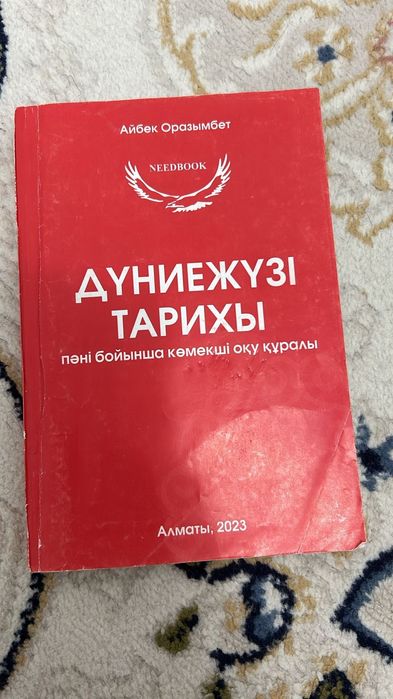 Айбек Оразымбет
NEEDBOOK
ДҮНИЕЖҮЗІ
ТАРИХЫ
пәні бойынша көмекші оқу құралы
Алматы, 2023